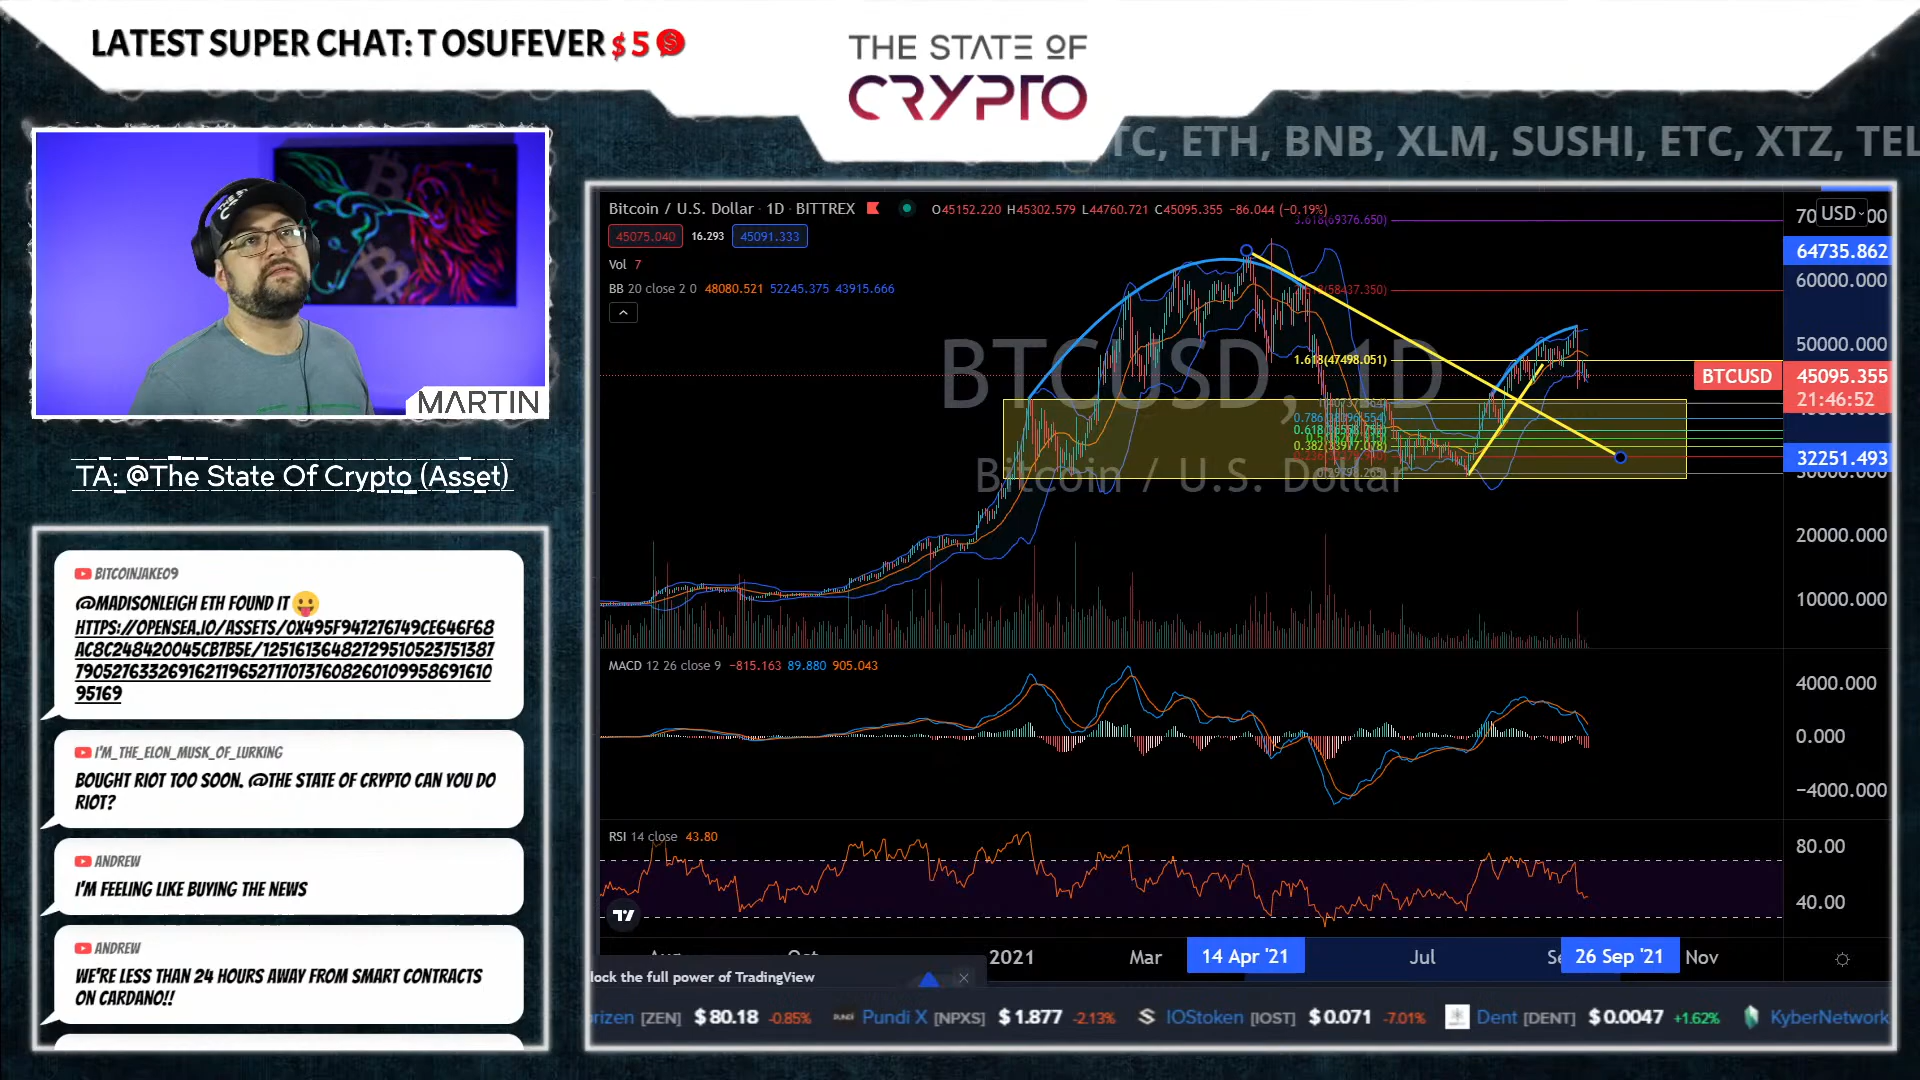 LATEST SUPER CHAT: T OSUFEVER $5
THE STATE OF
CRYPTO
TC, ETH, BNB, XLM, SUSHI, ETC, XTZ, TEL
MARTIN
TA: @The State Of Crypto (Asset)
BITCOINJAKE09
@MADISONLEIGH ETH FOUND IT
HTTPS://OPENSEA.IO/ASSETS/0X495F947276749CE646F68
AC8C248420045CB7B5E/12516136482729510523751387
79052763326916211965271707376082601099586916 10
95169
I'M_THE_ELON_MUSK_OF_LURKING
BOUGHT RIOT TOO SOON. @THE STATE OF CRYPTO CAN YOU DO
RIOT?
ANDREW
I'M FEELING LIKE BUYING THE NEWS
ANDREW
WE'RE LESS THAN 24 HOURS AWAY FROM SMART CONTRACTS
ON CARDANO!!
Bitcoin / U.S. Dollar · 1D · BITTREX O45152.220 H45302.579 L44760.721 C45095.355 −86.044 (−0.19%)
45075.040 16.293 45091.333
Vol 7
BB 20 close 2 0 48080.521 52245.375 43915.666
3.618(69376.650)
1.618(47498.051)
BTCUSD, 1D
Bitcoin / U.S. Dollar
USD
64735.862
60000.000
50000.000
BTCUSD 45095.355
21:46:52
32251.493
20000.000
10000.000
MACD 12 26 close 9 −815.163 89.880 905.043
4000.000
0.000
−4000.000
RSI 14 close 43.80
80.00
40.00
2021 Mar 14 Apr '21 Jul 26 Sep '21 Nov
lock the full power of TradingView
rizen [ZEN] $80.18 -0.85% Pundi X [NPXS] $1.877 -2.13% IOStoken [IOST] $0.071 -7.01% Dent [DENT] $0.0047 +1.62% KyberNetwork